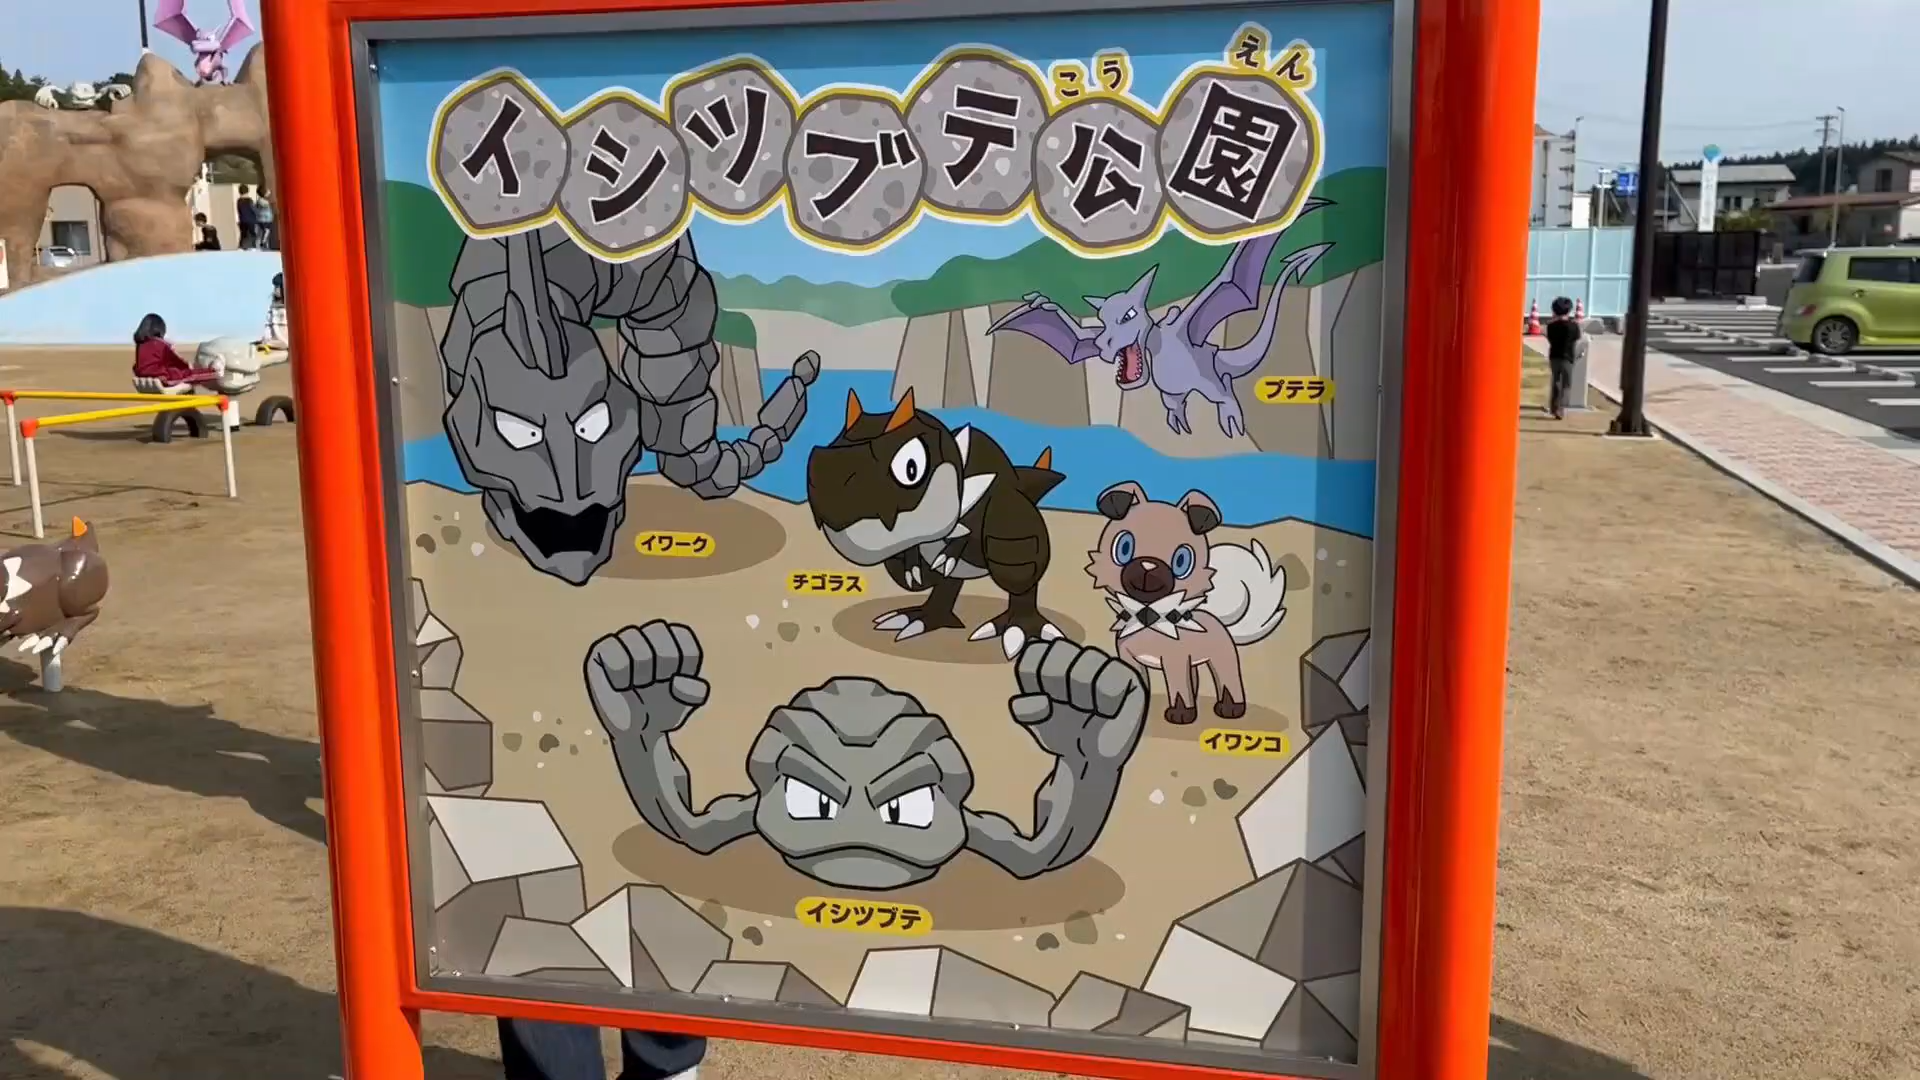 こうえん
イシツブテ公園
プテラ
イワーク
チゴラス
イワンコ
イシツブテ